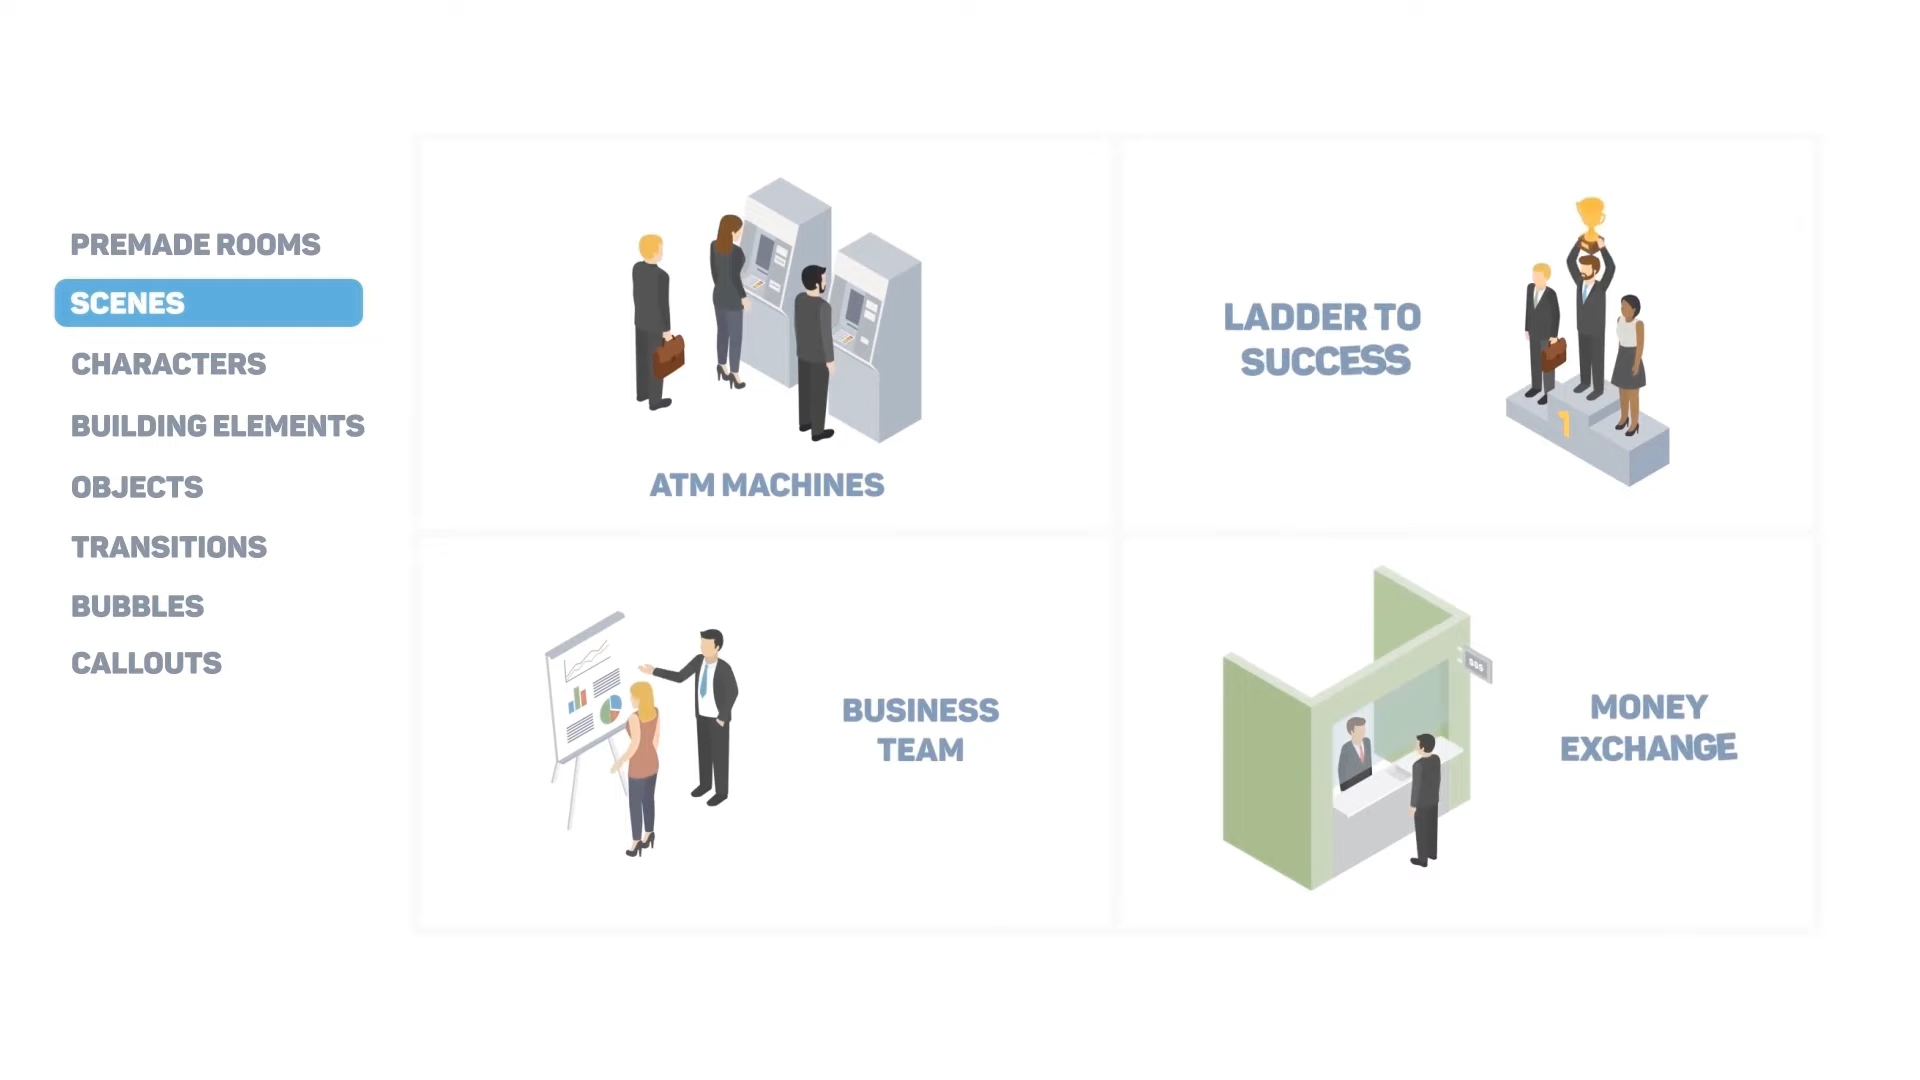 PREMADE ROOMS
SCENES
CHARACTERS
BUILDING ELEMENTS
OBJECTS
TRANSITIONS
BUBBLES
CALLOUTS
ATM MACHINES
LADDER TO
SUCCESS
1
BUSINESS
TEAM
$$$
MONEY
EXCHANGE